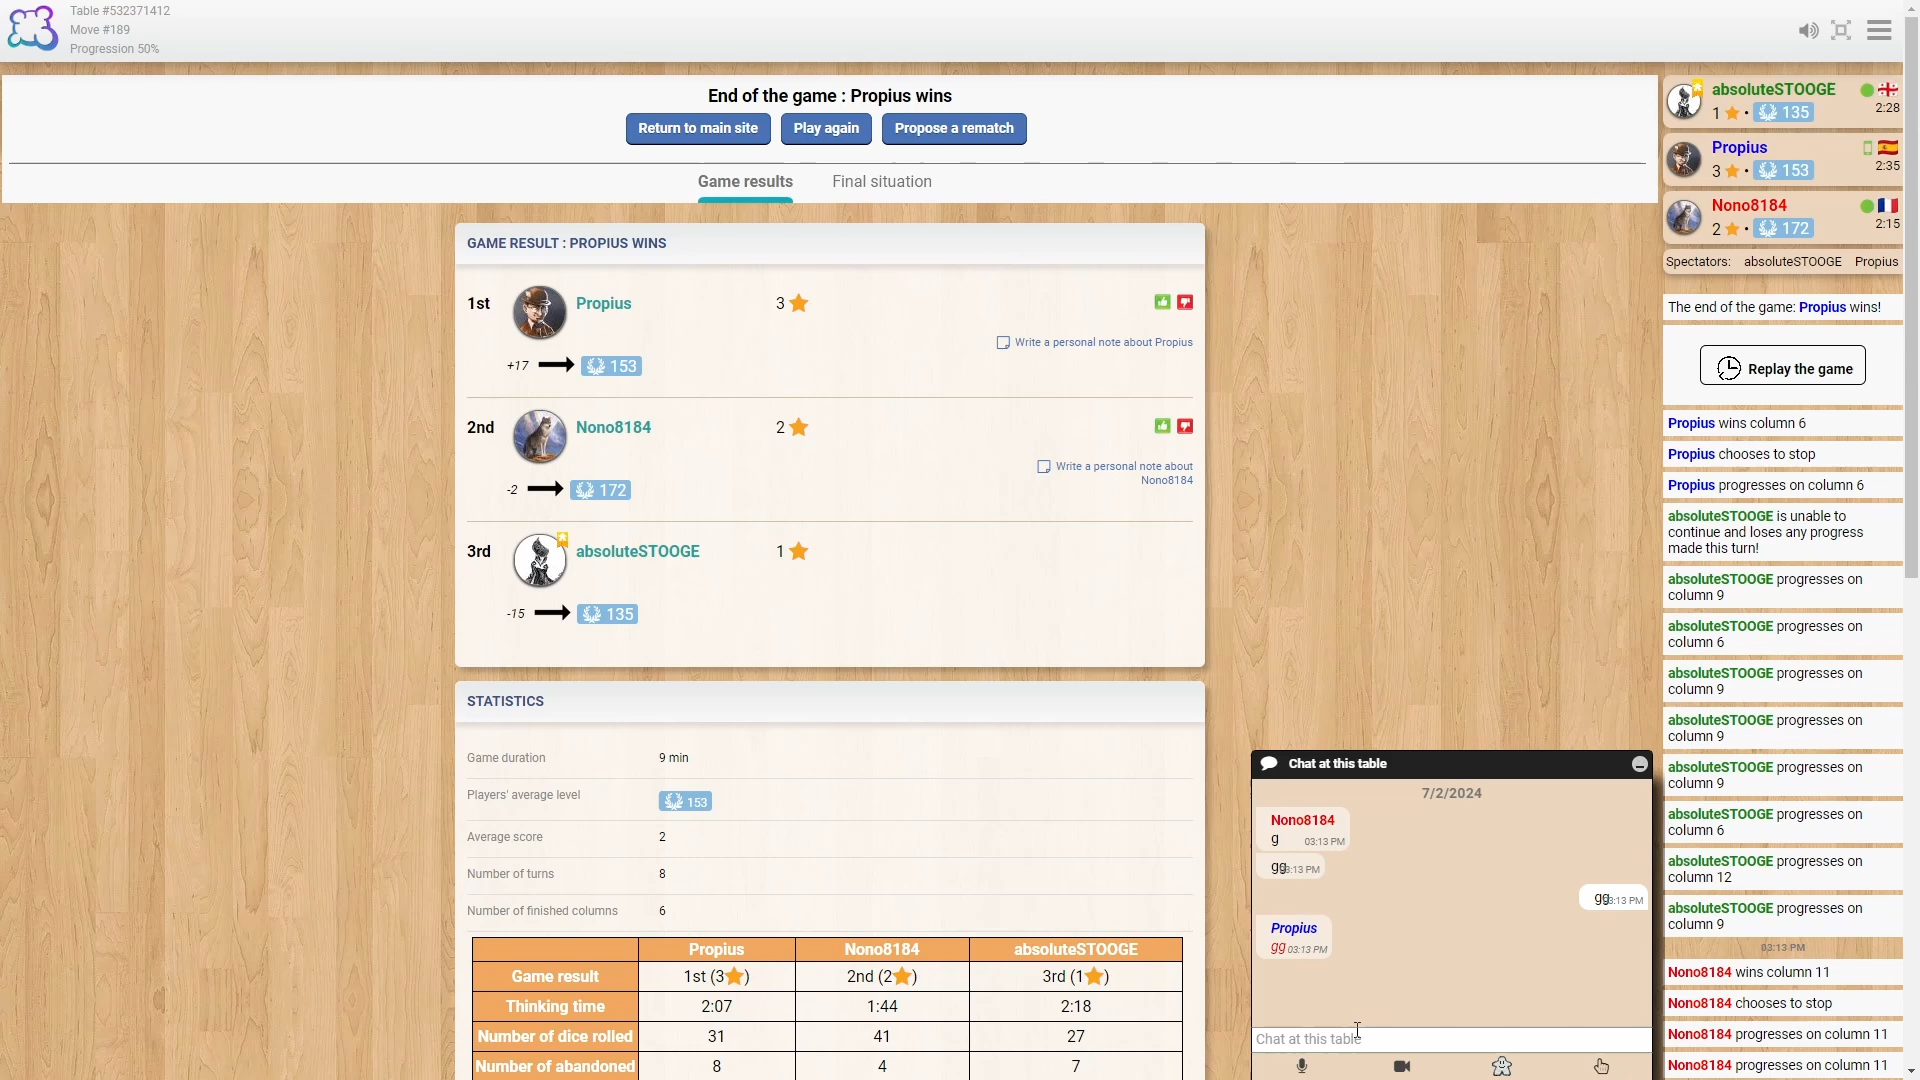 Table #532371412
Move #189
Progression 50%
End of the game : Propius wins
Return to main site
Play again
Propose a rematch
Game results
Final situation
GAME RESULT : PROPIUS WINS
1st
Propius
3
Write a personal note about Propius
+17
153
2nd
Nono8184
2
Write a personal note about
Nono8184
-2
172
3rd
absoluteSTOOGE
1
-15
135
STATISTICS
Game duration
9 min
Players' average level
153
Average score
2
Number of turns
8
Number of finished columns
6
Propius Nono8184 absoluteSTOOGE
Game result 1st (3 ) 2nd (2 ) 3rd (1 )
Thinking time 2:07 1:44 2:18
Number of dice rolled 31 41 27
Number of abandoned 8 4 7
Chat at this table
7/2/2024
Nono8184
g 03:13 PM
gg 3:13 PM
gg 3:13 PM
Propius
gg 03:13 PM
Chat at this table
absoluteSTOOGE
1 • 135
2:28
Propius
3 • 153
2:35
Nono8184
2 • 172
2:15
Spectators: absoluteSTOOGE Propius
The end of the game: Propius wins!
Replay the game
Propius wins column 6
Propius chooses to stop
Propius progresses on column 6
absoluteSTOOGE is unable to
continue and loses any progress
made this turn!
absoluteSTOOGE progresses on
column 9
absoluteSTOOGE progresses on
column 6
absoluteSTOOGE progresses on
column 9
absoluteSTOOGE progresses on
column 9
absoluteSTOOGE progresses on
column 9
absoluteSTOOGE progresses on
column 6
absoluteSTOOGE progresses on
column 12
absoluteSTOOGE progresses on
column 9
03:13 PM
Nono8184 wins column 11
Nono8184 chooses to stop
Nono8184 progresses on column 11
Nono8184 progresses on column 11